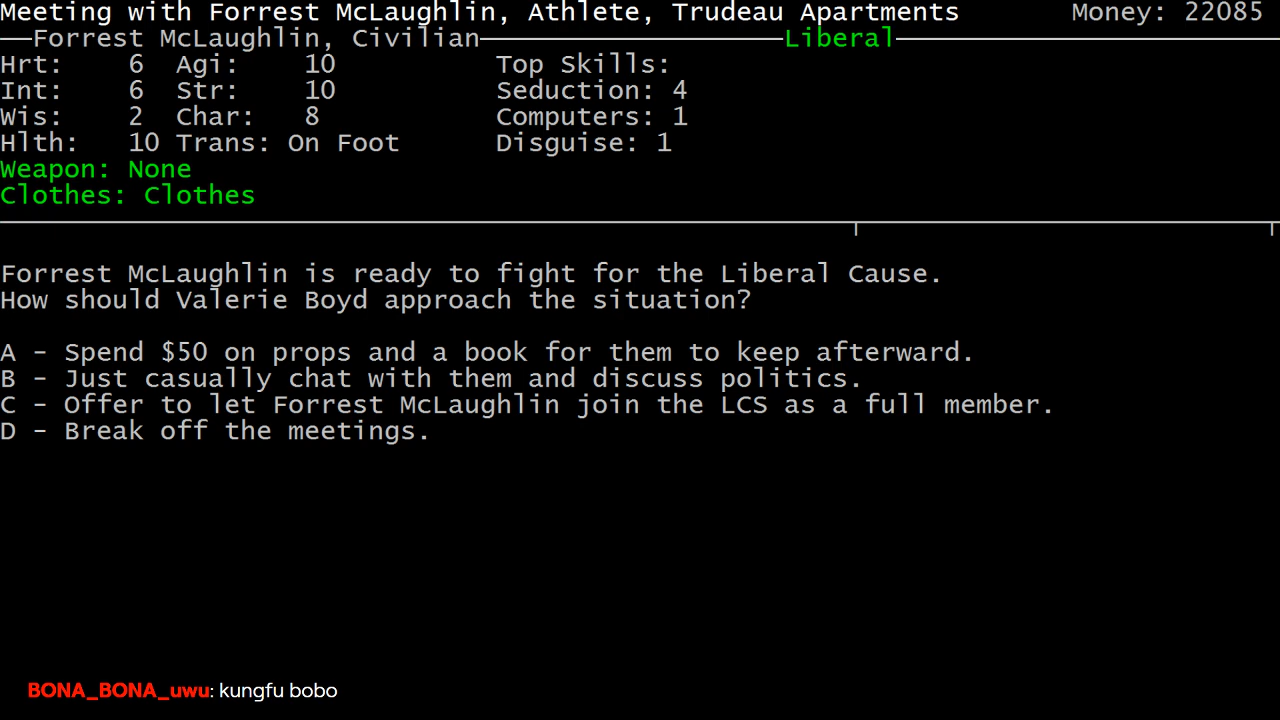 Meeting with Forrest McLaughlin, Athlete, Trudeau Apartments Money: 22085
Forrest McLaughlin, Civilian Liberal
Hrt: 6 Agi: 10 Top Skills:
Int: 6 Str: 10 Seduction: 4
Wis: 2 Char: 8 Computers: 1
Hlth: 10 Trans: On Foot Disguise: 1
Weapon: None
Clothes: Clothes
Forrest McLaughlin is ready to fight for the Liberal Cause.
How should Valerie Boyd approach the situation?
A - Spend $50 on props and a book for them to keep afterward.
B - Just casually chat with them and discuss politics.
C - Offer to let Forrest McLaughlin join the LCS as a full member.
D - Break off the meetings.
BONA_BONA_uwu: kungfu bobo